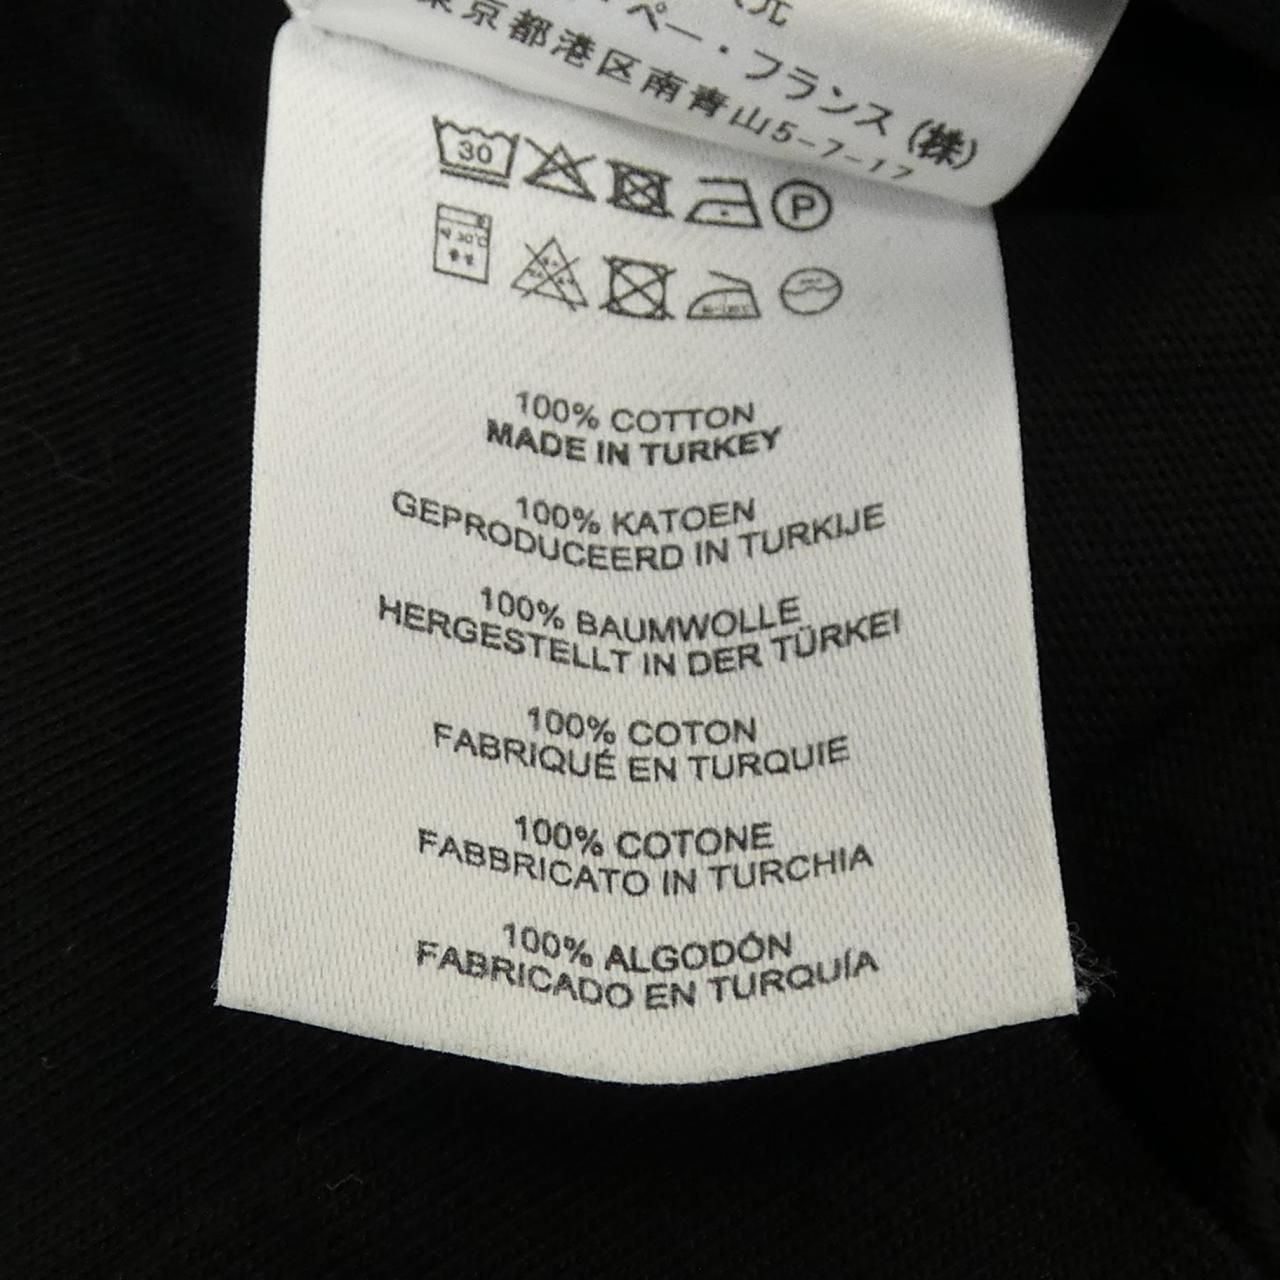 元
ペー・フランス (株)
東京都港区南青山5-7-17
30
P
30℃
100% COTTON
MADE IN TURKEY
100% KATOEN
GEPRODUCEERD IN TURKIJE
100% BAUMWOLLE
HERGESTELLT IN DER TÜRKEI
100% COTON
FABRIQUÉ EN TURQUIE
100% COTONE
FABBRICATO IN TURCHIA
100% ALGODÓN
FABRICADO EN TURQUÍA